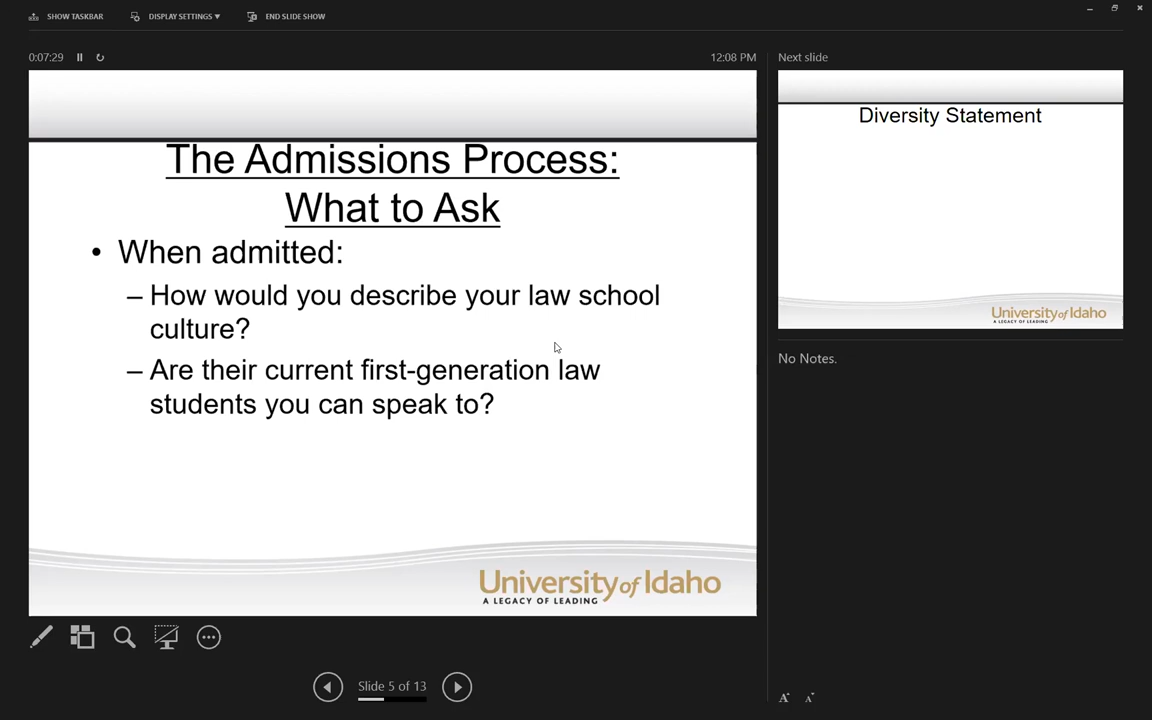 SHOW TASKBAR
DISPLAY SETTINGS ▼
END SLIDE SHOW
0:07:29
12:08 PM
The Admissions Process:
What to Ask
• When admitted:
– How would you describe your law school
culture?
– Are their current first-generation law
students you can speak to?
University of Idaho
A LEGACY OF LEADING
Slide 5 of 13
Next slide
Diversity Statement
University of Idaho
A LEGACY OF LEADING
No Notes.
A
A